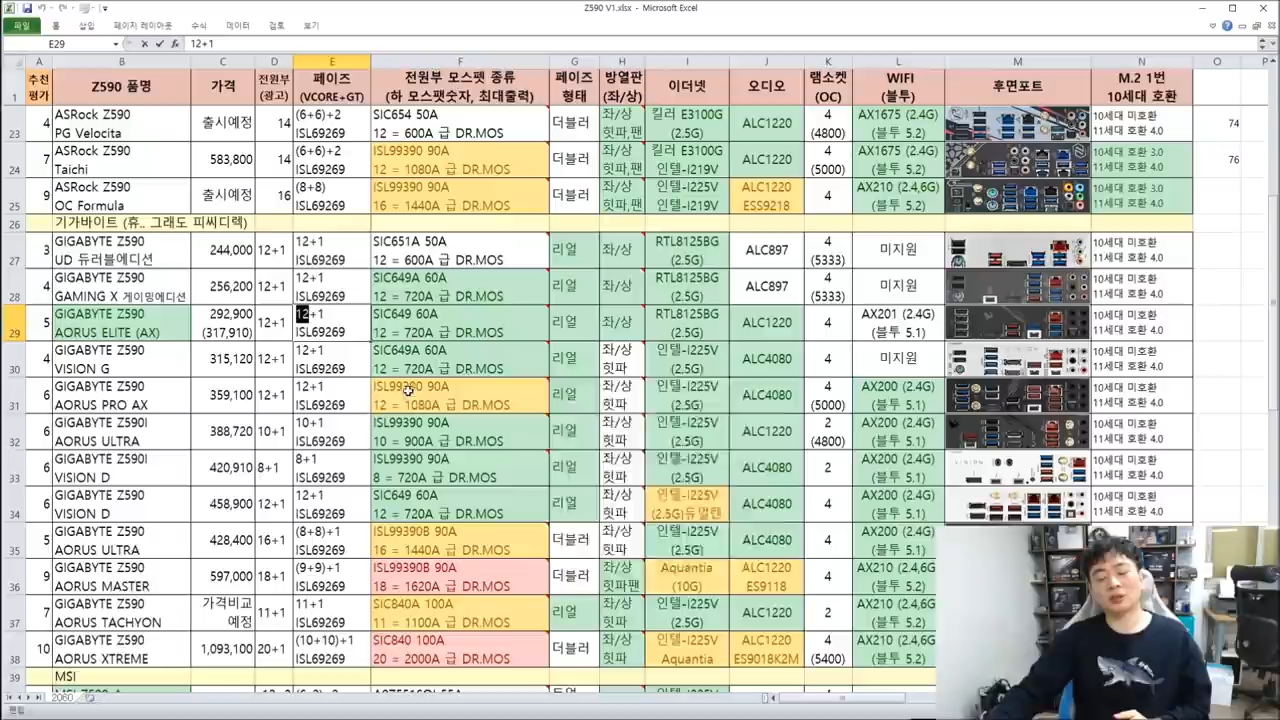 Z590 V1.xlsx - Microsoft Excel
파일 홈 삽입 페이지 레이아웃 수식 데이터 검토 보기
E29 12+1
A B C D E F G H I J K L M N O P
1 추천 평가 Z590 품명 가격 전원부 (광고) 페이즈 (VCORE+GT) 전원부 모스펫 종류 (하 모스펫숫자, 최대출력) 페이즈 형태 방열판 (좌/상) 이더넷 오디오 램소켓 (OC) WIFI (블투) 후면포트 M.2 1번 10세대 호환
23 4 ASRock Z590 PG Velocita 출시예정 14 (6+6)+2 ISL69269 SIC654 50A 12 = 600A 급 DR.MOS 더블러 좌/상 힛파,팬 킬러 E3100G (2.5G) ALC1220 4 (4800) AX1675 (2.4G) (블투 5.2) 10세대 미호환 11세대 호환 4.0 74
24 7 ASRock Z590 Taichi 583,800 14 (6+6)+2 ISL69269 ISL99390 90A 12 = 1080A 급 DR.MOS 더블러 좌/상 힛파,팬 킬러 E3100G 인텔-I219V ALC1220 4 (5000) AX1675 (2.4G) (블투 5.2) 10세대 호환 3.0 11세대 호환 4.0 76
25 9 ASRock Z590 OC Formula 출시예정 16 (8+8) ISL69269 ISL99390 90A 16 = 1440A 급 DR.MOS 더블러 좌/상 힛파,팬 인텔-I225V 인텔-I219V ALC1220 ESS9218 4 AX210 (2.4,6G) (블투 5.2) 10세대 호환 3.0 11세대 호환 4.0
26 기가바이트 (휴.. 그래도 피씨디렉)
27 3 GIGABYTE Z590 UD 듀러블에디션 244,000 12+1 12+1 ISL69269 SIC651A 50A 12 = 600A 급 DR.MOS 리얼 좌/상 RTL8125BG (2.5G) ALC897 4 (5333) 미지원 10세대 미호환 11세대 호환 4.0
28 4 GIGABYTE Z590 GAMING X 게이밍에디션 256,200 12+1 12+1 ISL69269 SIC649A 60A 12 = 720A 급 DR.MOS 리얼 좌/상 RTL8125BG (2.5G) ALC897 4 (5333) 미지원 10세대 미호환 11세대 호환 4.0
29 5 GIGABYTE Z590 AORUS ELITE (AX) 292,900 (317,910) 12+1 12+1 ISL69269 SIC649 60A 12 = 720A 급 DR.MOS 리얼 좌/상 RTL8125BG (2.5G) ALC1220 4 AX201 (2.4G) (블투 5.1) 10세대 미호환 11세대 호환 4.0
30 4 GIGABYTE Z590 VISION G 315,120 12+1 12+1 ISL69269 SIC649A 60A 12 = 720A 급 DR.MOS 리얼 좌/상 힛파 인텔-I225V (2.5G) ALC4080 4 미지원 10세대 미호환 11세대 호환 4.0
31 6 GIGABYTE Z590 AORUS PRO AX 359,100 12+1 12+1 ISL69269 ISL99390 90A 12 = 1080A 급 DR.MOS 리얼 좌/상 힛파 인텔-I225V (2.5G) ALC4080 4 (5000) AX200 (2.4G) (블투 5.1) 10세대 미호환 11세대 호환 4.0
32 6 GIGABYTE Z590I AORUS ULTRA 388,720 10+1 10+1 ISL69269 ISL99390 90A 10 = 900A 급 DR.MOS 리얼 좌/상 힛파 인텔-I225V (2.5G) ALC1220 2 (4800) AX200 (2.4G) (블투 5.1) 10세대 미호환 11세대 호환 4.0
33 6 GIGABYTE Z590I VISION D 420,910 8+1 8+1 ISL69269 ISL99390 90A 8 = 720A 급 DR.MOS 리얼 좌/상 힛파 인텔-I225V (2.5G) ALC4080 2 AX200 (2.4G) (블투 5.1) 10세대 미호환 11세대 호환 4.0
34 6 GIGABYTE Z590 VISION D 458,900 12+1 12+1 ISL69269 SIC649 60A 12 = 720A 급 DR.MOS 리얼 좌/상 힛파 인텔-I225V (2.5G)듀얼랜 ALC4080 4 AX200 (2.4G) (블투 5.1) 10세대 미호환 11세대 호환 4.0
35 5 GIGABYTE Z590 AORUS ULTRA 428,400 16+1 (8+8)+1 ISL69269 ISL99390B 90A 16 = 1440A 급 DR.MOS 더블러 좌/상 힛파 인텔-I225V (2.5G) ALC4080 4 AX200 (2.4G) (블투 5.1)
36 9 GIGABYTE Z590 AORUS MASTER 597,000 18+1 (9+9)+1 ISL69269 ISL99390B 90A 18 = 1620A 급 DR.MOS 더블러 좌/상 힛파팬 Aquantia (10G) ALC1220 ES9118 4 AX210 (2.4,6G (블투 5.2)
37 7 GIGABYTE Z590 AORUS TACHYON 가격비교 예정 11+1 11+1 ISL69269 SIC840A 100A 11 = 1100A 급 DR.MOS 리얼 좌/상 힛파 인텔-I225V (2.5G) ALC1220 2 AX210 (2.4,6G (블투 5.2)
38 10 GIGABYTE Z590 AORUS XTREME 1,093,100 20+1 (10+10)+1 ISL69269 SIC840 100A 20 = 2000A 급 DR.MOS 더블러 좌/상 힛파 인텔-I225V Aquantia ALC1220 ES9018K2M 4 (5400) AX210 (2.4,6G (블투 5.2)
39 MSI
2060
편집